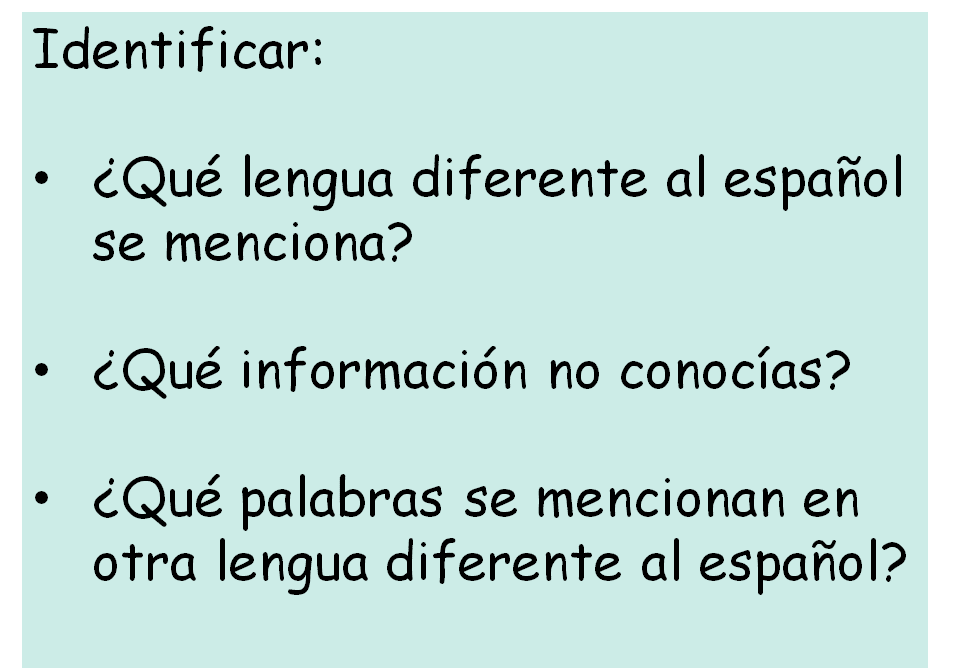 Identificar:
• ¿Qué lengua diferente al español
se menciona?
• ¿Qué información no conocías?
• ¿Qué palabras se mencionan en
otra lengua diferente al español?